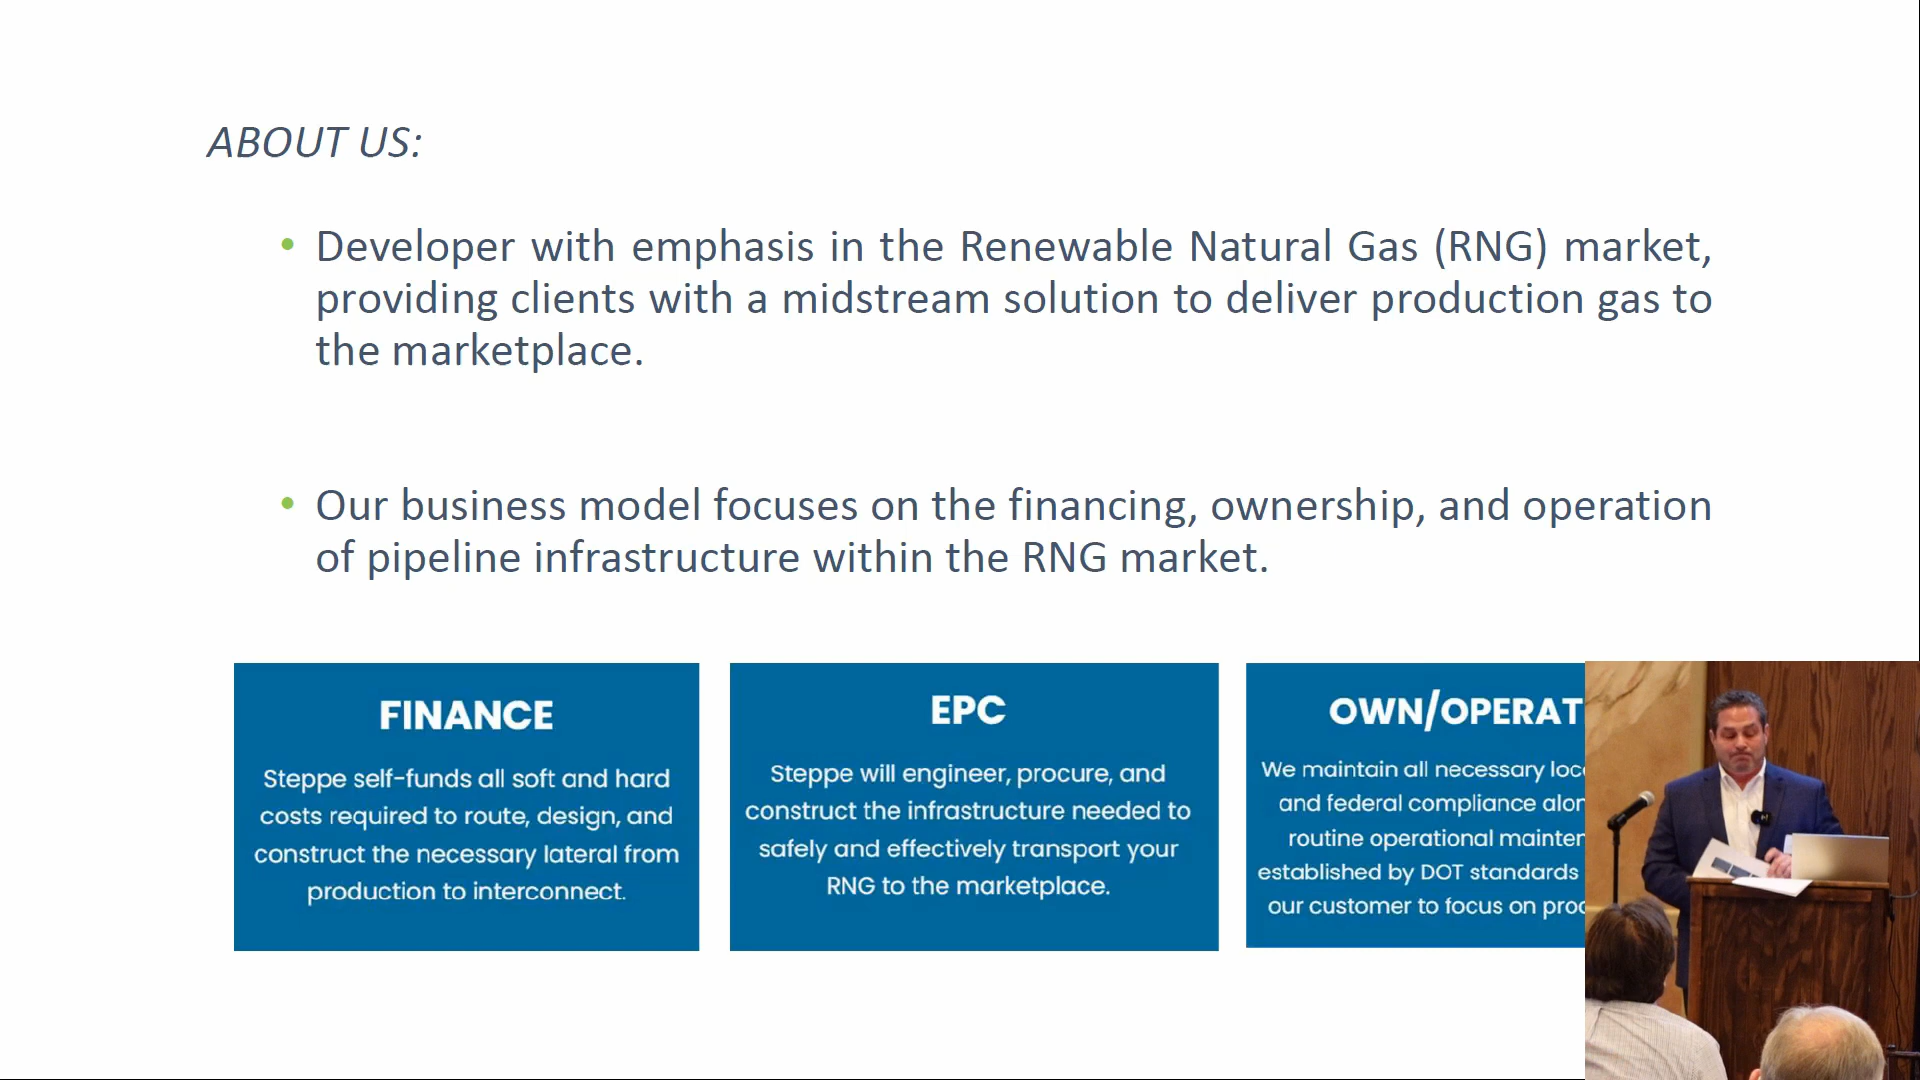 ABOUT US:
• Developer with emphasis in the Renewable Natural Gas (RNG) market,
providing clients with a midstream solution to deliver production gas to
the marketplace.
• Our business model focuses on the financing, ownership, and operation
of pipeline infrastructure within the RNG market.
FINANCE
Steppe self-funds all soft and hard
costs required to route, design, and
construct the necessary lateral from
production to interconnect.
EPC
Steppe will engineer, procure, and
construct the infrastructure needed to
safely and effectively transport your
RNG to the marketplace.
OWN/OPERAT
We maintain all necessary
and federal compliance
routine operational
established by DOT standards
our customer to focus on